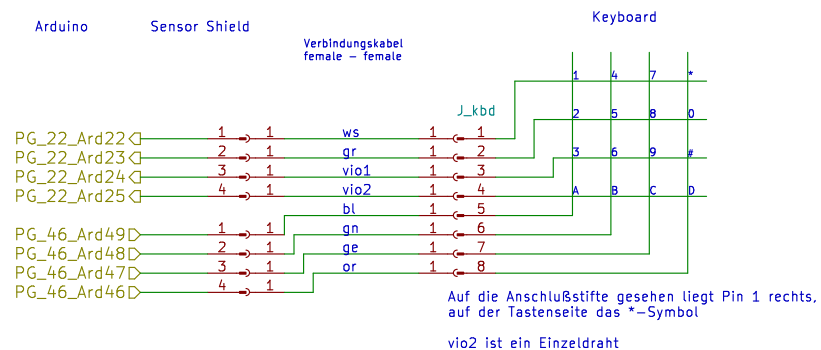 Arduino Sensor Shield Keyboard
Verbindungskabel
female - female
1 4 7 *
J_kbd
2 5 8 0
PG_22_Ard22 1 1 ws 1 1
PG_22_Ard23 2 1 gr 1 2
3 6 9 #
PG_22_Ard24 3 1 vio1 1 3
PG_22_Ard25 4 1 vio2 1 4
A B C D
bl 1 5
PG_46_Ard49 1 1 gn 1 6
PG_46_Ard48 2 1 ge 1 7
PG_46_Ard47 3 1 or 1 8
PG_46_Ard46 4 1
Auf die Anschlußstifte gesehen liegt Pin 1 rechts,
auf der Tastenseite das *-Symbol
vio2 ist ein Einzeldraht